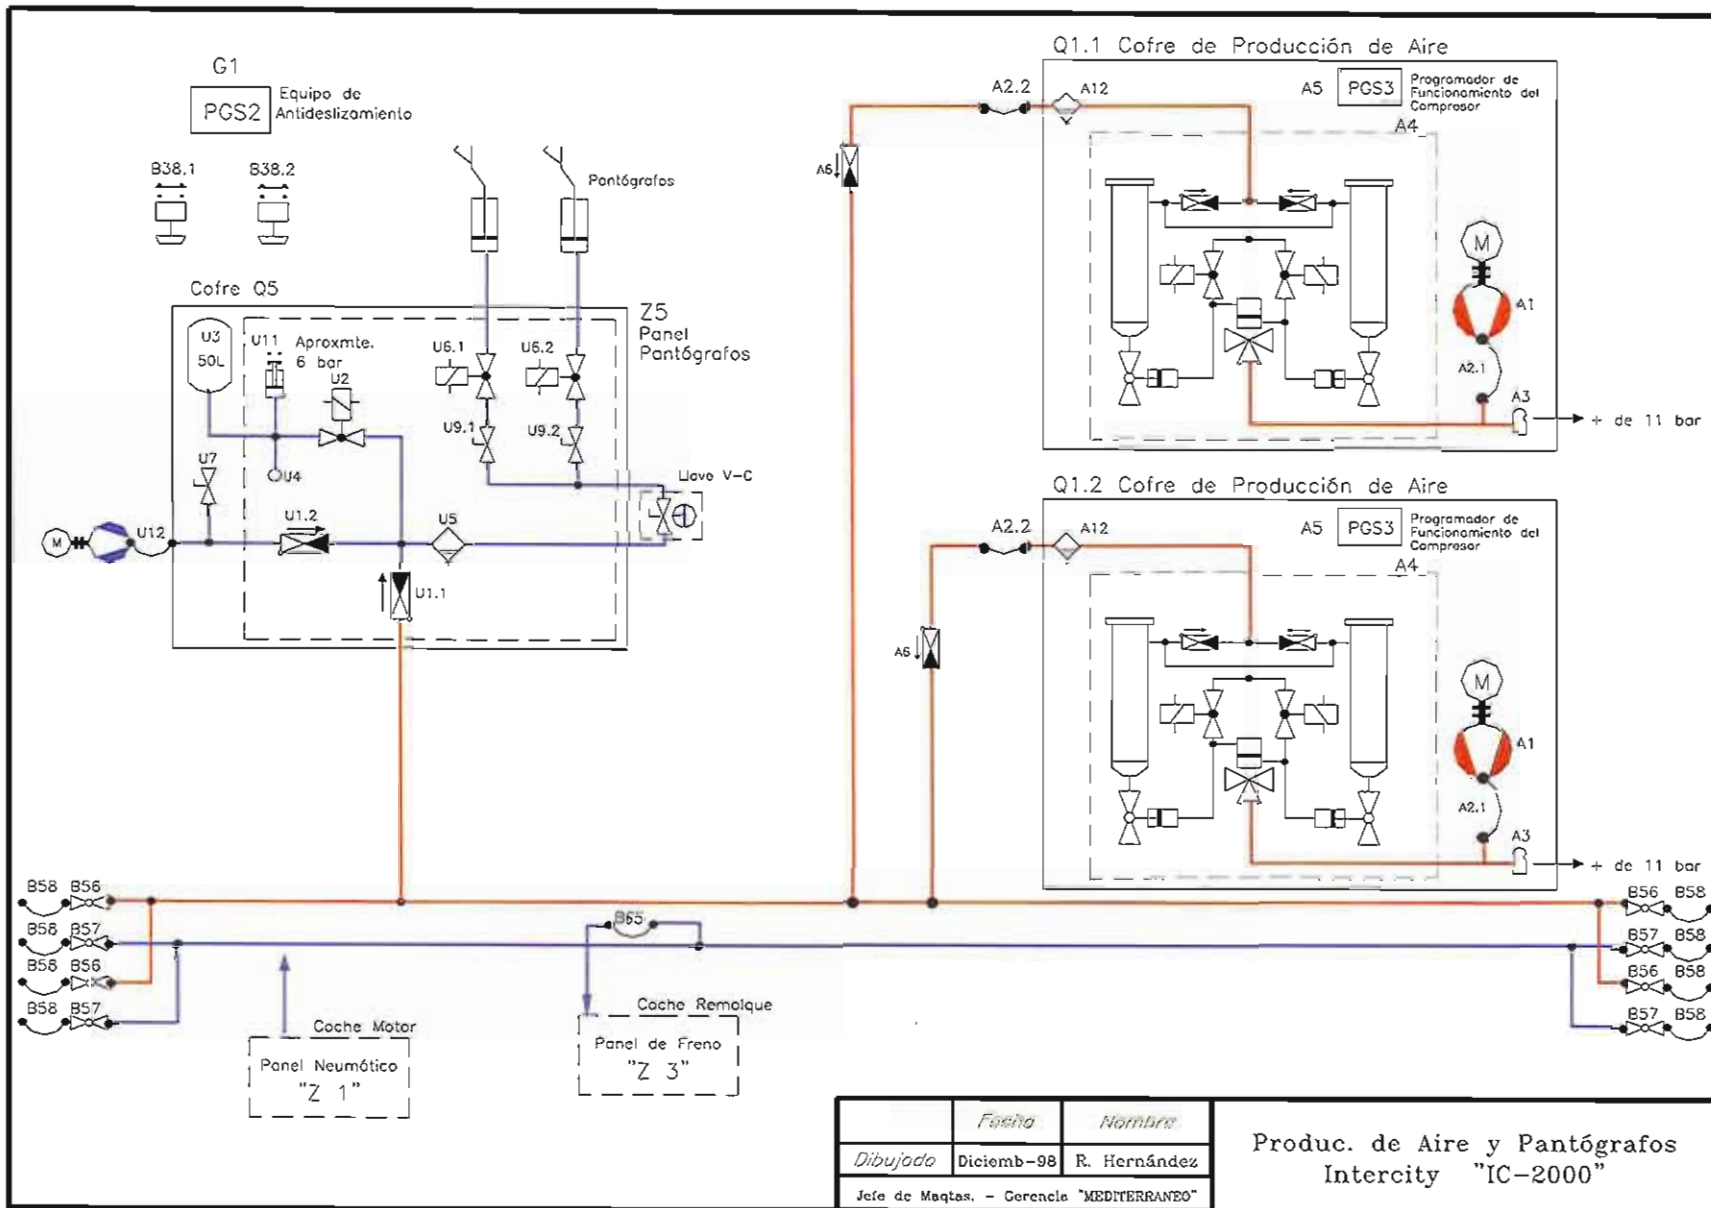 G1
PGS2
Equipo de
Antideslizamiento
B38.1
B38.2
Pantógrafos
Cofre Q5
U3
50L
U11
Aproxmte.
6 bar
U2
U6.1
U6.2
Z5
Panel
Pantógrafos
U9.1
U9.2
U7
U4
Llave V-C
M
U12
U1.2
U5
U1.1
Q1.1 Cofre de Producción de Aire
A2.2
A12
A5
PGS3
Programador de
Funcionamiento del
Compresor
A4
A6
M
A1
A2.1
A3
+ de 11 bar
Q1.2 Cofre de Producción de Aire
A2.2
A12
A5
PGS3
Programador de
Funcionamiento del
Compresor
A4
A6
M
A1
A2.1
A3
+ de 11 bar
B58 B56
B58 B57
B58 B56
B58 B57
B65
B56 B58
B57 B58
B56 B58
B57 B58
Coche Motor
Panel Neumático
"Z 1"
Coche Remolque
Panel de Freno
"Z 3"
Fecha
Nombre
Dibujado
Diciemb-98
R. Hernández
Jefe de Maqtas. - Gerencia "MEDITERRANEO"
Produc. de Aire y Pantógrafos
Intercity "IC-2000"